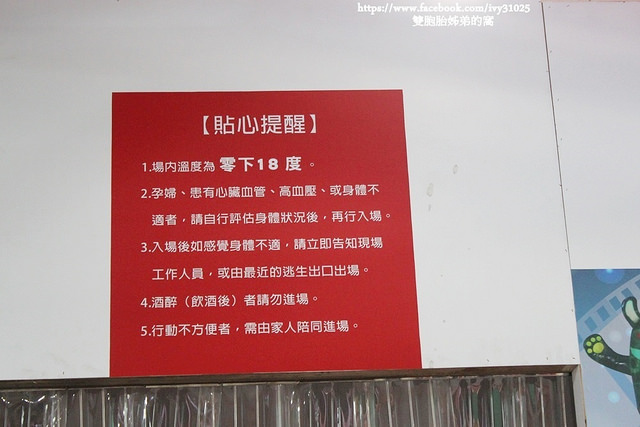 https://www.facebook.com/ivy31025
雙胞胎姊弟的窩
【貼心提醒】
1.場內溫度為 零下18 度 。
2.孕婦、患有心臟血管、高血壓、或身體不
適者，請自行評估身體狀況後，再行入場。
3.入場後如感覺身體不適，請立即告知現場
工作人員，或由最近的逃生出口出場。
4.酒醉（飲酒後）者請勿進場。
5.行動不方便者，需由家人陪同進場。